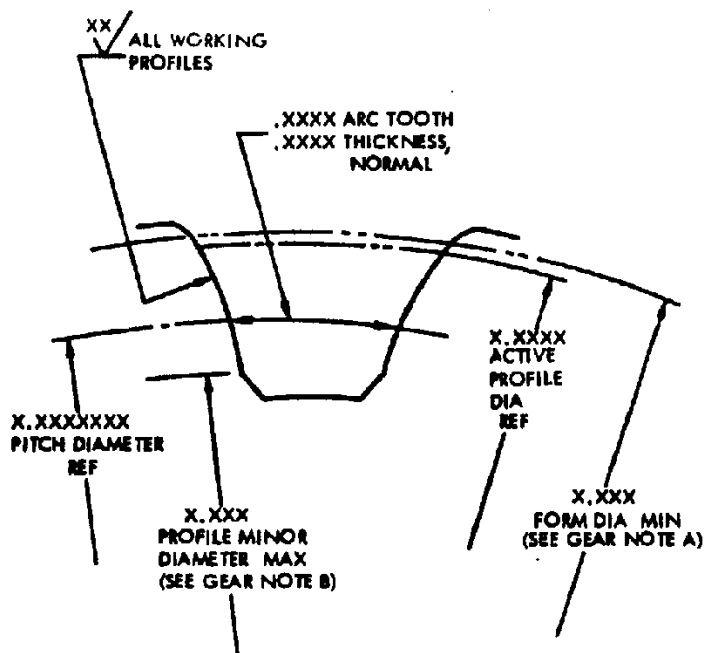 XX
ALL WORKING
PROFILES
.XXXX ARC TOOTH
.XXXX THICKNESS,
NORMAL
X.XXXX
ACTIVE
PROFILE
DIA
REF
X.XXXXXXX
PITCH DIAMETER
REF
X.XXX
PROFILE MINOR
DIAMETER MAX
(SEE GEAR NOTE B)
X.XXX
FORM DIA MIN
(SEE GEAR NOTE A)